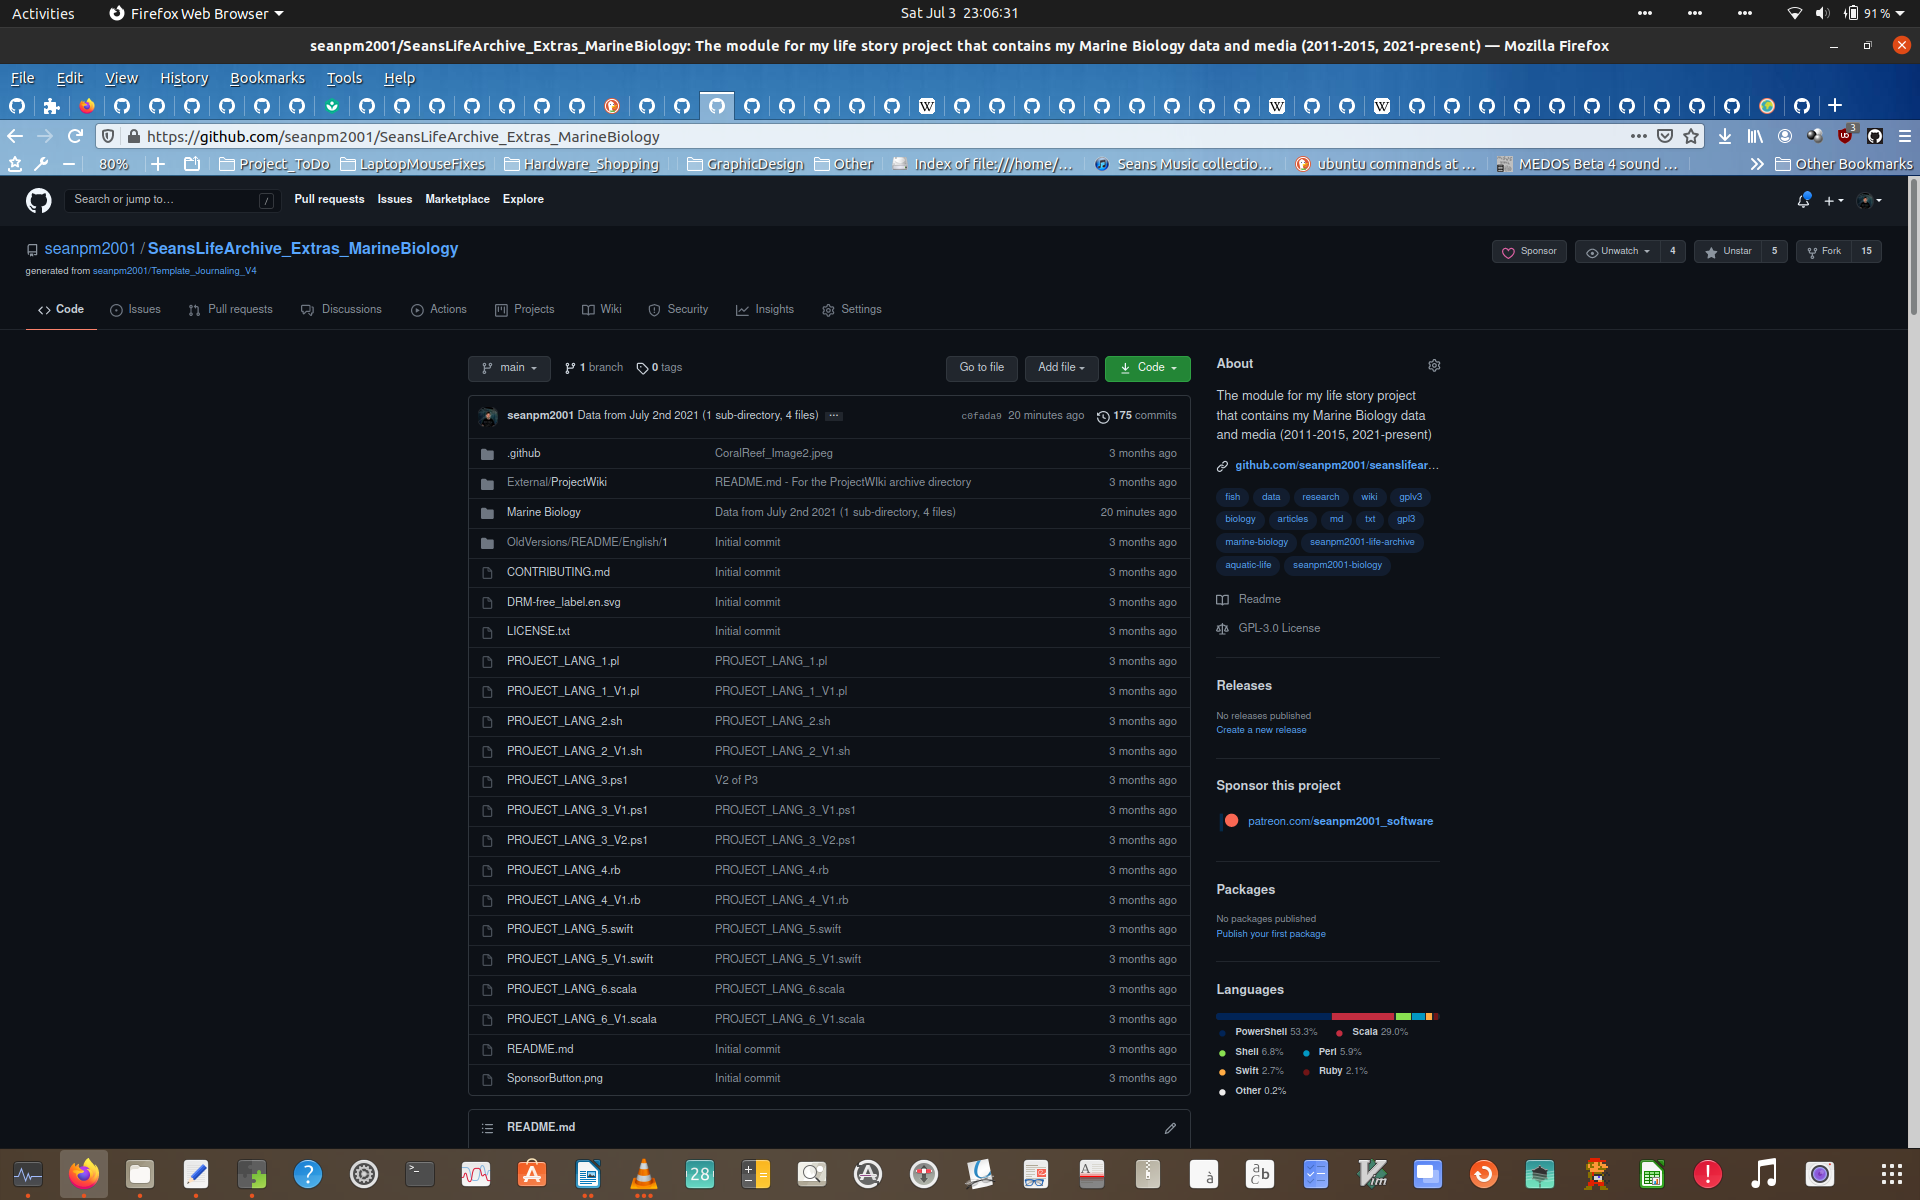 Activities Firefox Web Browser Sat Jul 3 23:06:31 91%
seanpm2001/SeansLifeArchive_Extras_MarineBiology: The module for my life story project that contains my Marine Biology data and media (2011-2015, 2021-present) — Mozilla Firefox
File Edit View History Bookmarks Tools Help
https://github.com/seanpm2001/SeansLifeArchive_Extras_MarineBiology 3
80% Project_ToDo LaptopMouseFixes Hardware_Shopping GraphicDesign Other Index of file:///home/... Seans Music collectio... ubuntu commands at ... MEDOS Beta 4 sound ... Other Bookmarks
Search or jump to... / Pull requests Issues Marketplace Explore
seanpm2001 / SeansLifeArchive_Extras_MarineBiology
Sponsor Unwatch 4 Unstar 5 Fork 15
generated from seanpm2001/Template_Journaling_V4
Code Issues Pull requests Discussions Actions Projects Wiki Security Insights Settings
main 1 branch 0 tags Go to file Add file Code
seanpm2001 Data from July 2nd 2021 (1 sub-directory, 4 files) ... c0fada9 20 minutes ago 175 commits
.github CoralReef_Image2.jpeg 3 months ago
External/ProjectWiki README.md - For the ProjectWIki archive directory 3 months ago
Marine Biology Data from July 2nd 2021 (1 sub-directory, 4 files) 20 minutes ago
OldVersions/README/English/1 Initial commit 3 months ago
CONTRIBUTING.md Initial commit 3 months ago
DRM-free_label.en.svg Initial commit 3 months ago
LICENSE.txt Initial commit 3 months ago
PROJECT_LANG_1.pl PROJECT_LANG_1.pl 3 months ago
PROJECT_LANG_1_V1.pl PROJECT_LANG_1_V1.pl 3 months ago
PROJECT_LANG_2.sh PROJECT_LANG_2.sh 3 months ago
PROJECT_LANG_2_V1.sh PROJECT_LANG_2_V1.sh 3 months ago
PROJECT_LANG_3.ps1 V2 of P3 3 months ago
PROJECT_LANG_3_V1.ps1 PROJECT_LANG_3_V1.ps1 3 months ago
PROJECT_LANG_3_V2.ps1 PROJECT_LANG_3_V2.ps1 3 months ago
PROJECT_LANG_4.rb PROJECT_LANG_4.rb 3 months ago
PROJECT_LANG_4_V1.rb PROJECT_LANG_4_V1.rb 3 months ago
PROJECT_LANG_5.swift PROJECT_LANG_5.swift 3 months ago
PROJECT_LANG_5_V1.swift PROJECT_LANG_5_V1.swift 3 months ago
PROJECT_LANG_6.scala PROJECT_LANG_6.scala 3 months ago
PROJECT_LANG_6_V1.scala PROJECT_LANG_6_V1.scala 3 months ago
README.md Initial commit 3 months ago
SponsorButton.png Initial commit 3 months ago
README.md
About
The module for my life story project
that contains my Marine Biology data
and media (2011-2015, 2021-present)
github.com/seanpm2001/seanslifear...
fish data research wiki gplv3
biology articles md txt gpl3
marine-biology seanpm2001-life-archive
aquatic-life seanpm2001-biology
Readme
GPL-3.0 License
Releases
No releases published
Create a new release
Sponsor this project
patreon.com/seanpm2001_software
Packages
No packages published
Publish your first package
Languages
PowerShell 53.3% Scala 29.0%
Shell 6.8% Perl 5.9%
Swift 2.7% Ruby 2.1%
Other 0.2%
28